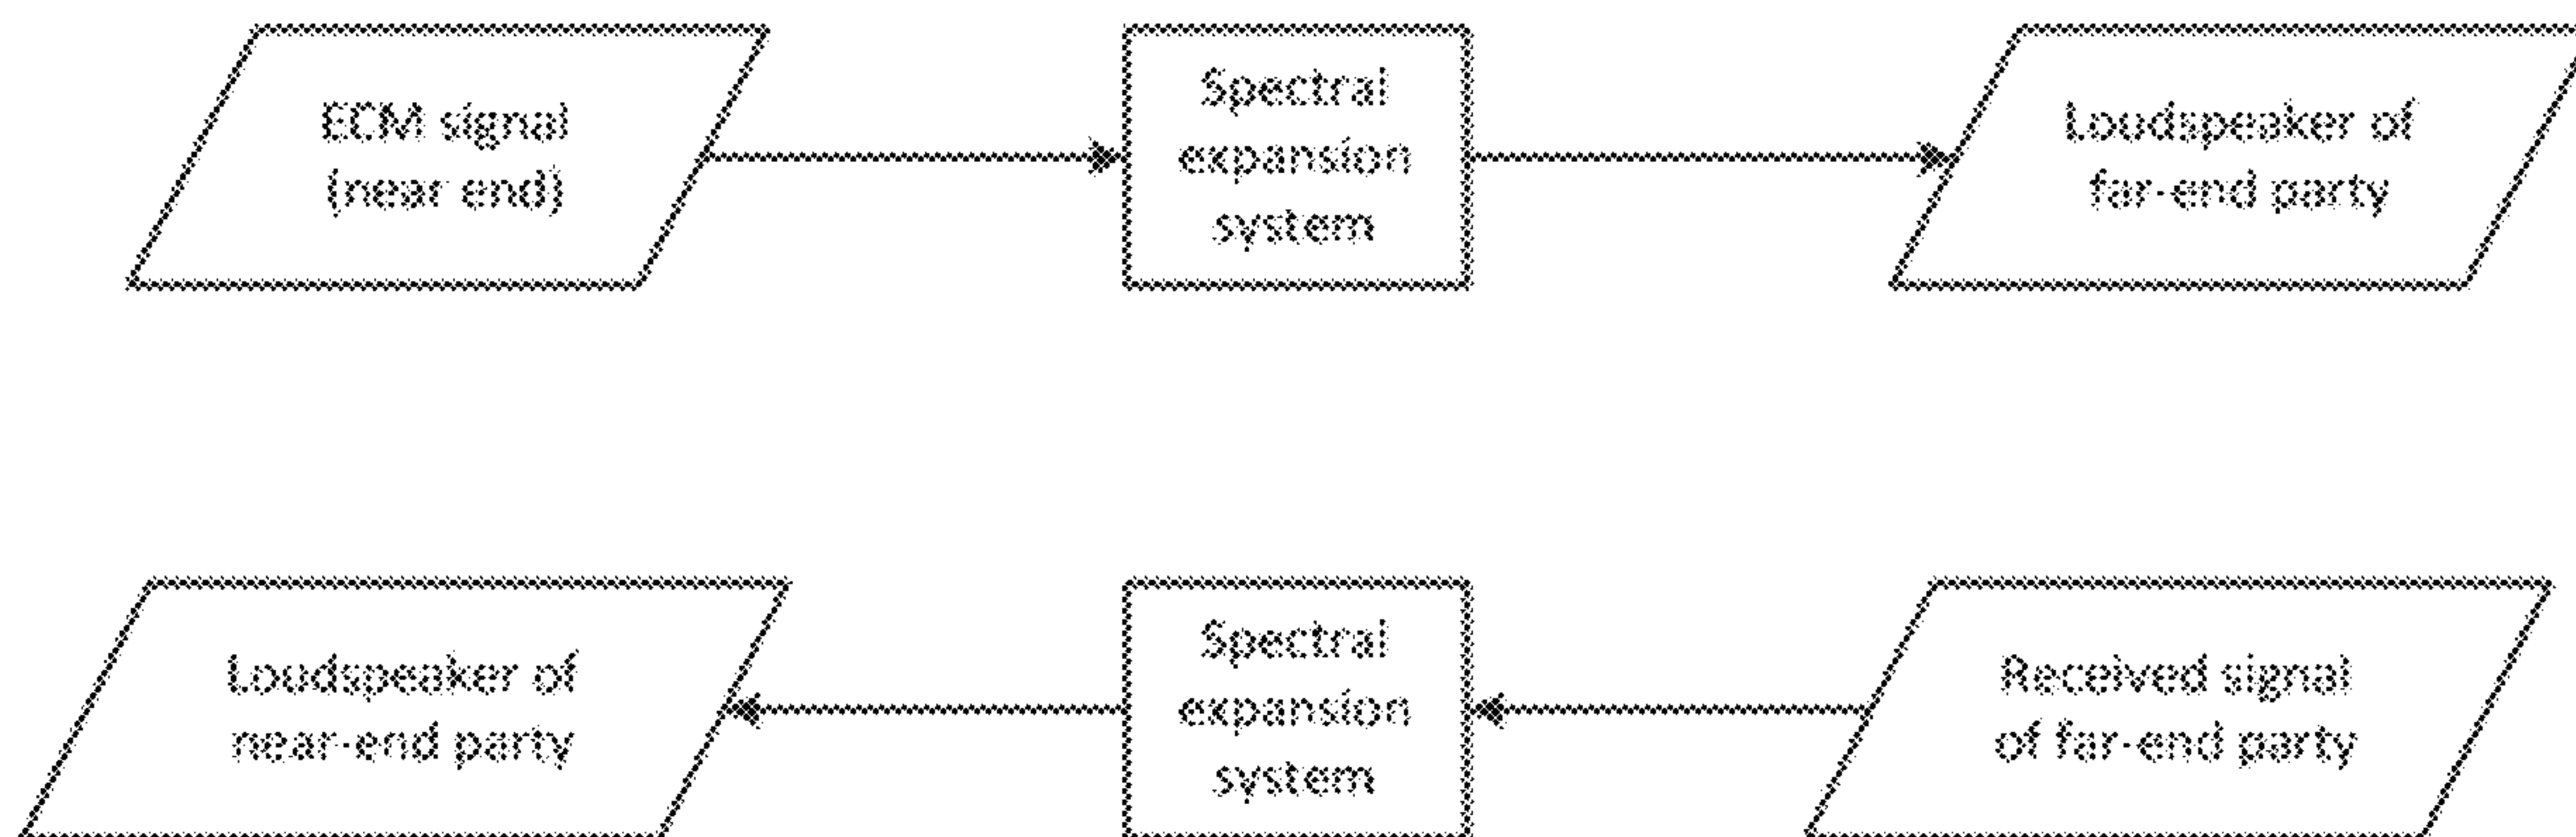 ECM signal
(near end)
Spectral
expansion
system
Loudspeaker of
far-end party
Loudspeaker of
near-end party
Spectral
expansion
system
Received signal
of far-end party